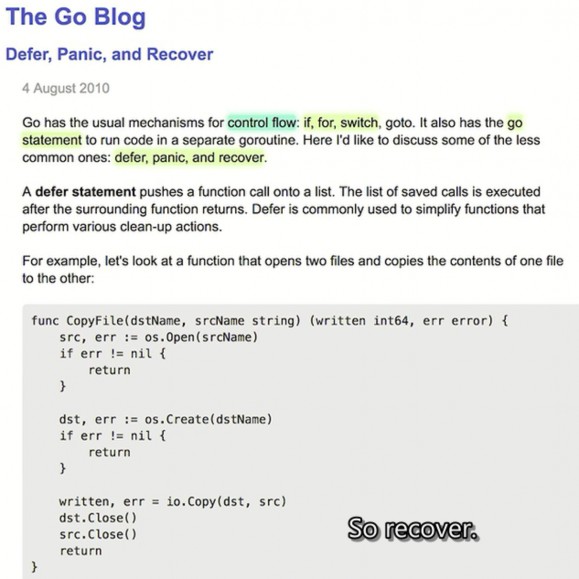 The Go Blog
Defer, Panic, and Recover
4 August 2010
Go has the usual mechanisms for control flow: if, for, switch, goto. It also has the go
statement to run code in a separate goroutine. Here I'd like to discuss some of the less
common ones: defer, panic, and recover.
A defer statement pushes a function call onto a list. The list of saved calls is executed
after the surrounding function returns. Defer is commonly used to simplify functions that
perform various clean-up actions.
For example, let's look at a function that opens two files and copies the contents of one file
to the other:
func CopyFile(dstName, srcName string) (written int64, err error) {
    src, err := os.Open(srcName)
    if err != nil {
        return
    }

    dst, err := os.Create(dstName)
    if err != nil {
        return
    }

    written, err = io.Copy(dst, src)
    dst.Close()
    src.Close()
    return
}
So recover.